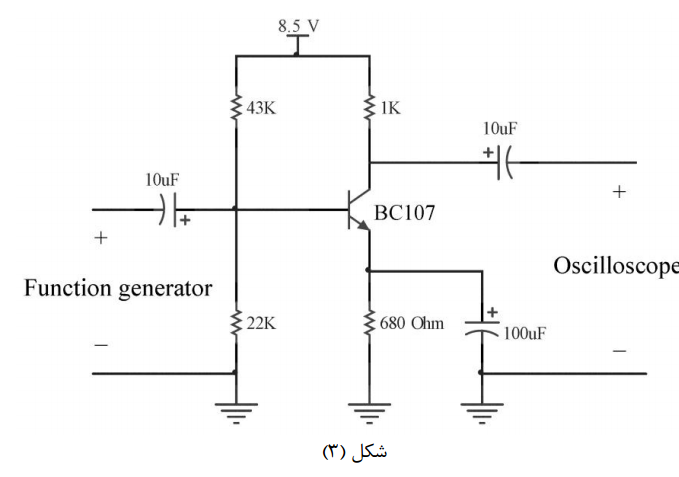 8.5 V
43K
1K
10uF
10uF
+
+
+
+
BC107
Oscilloscope
Function generator
+
22K
680 Ohm
100uF
–
–
شکل (۳)